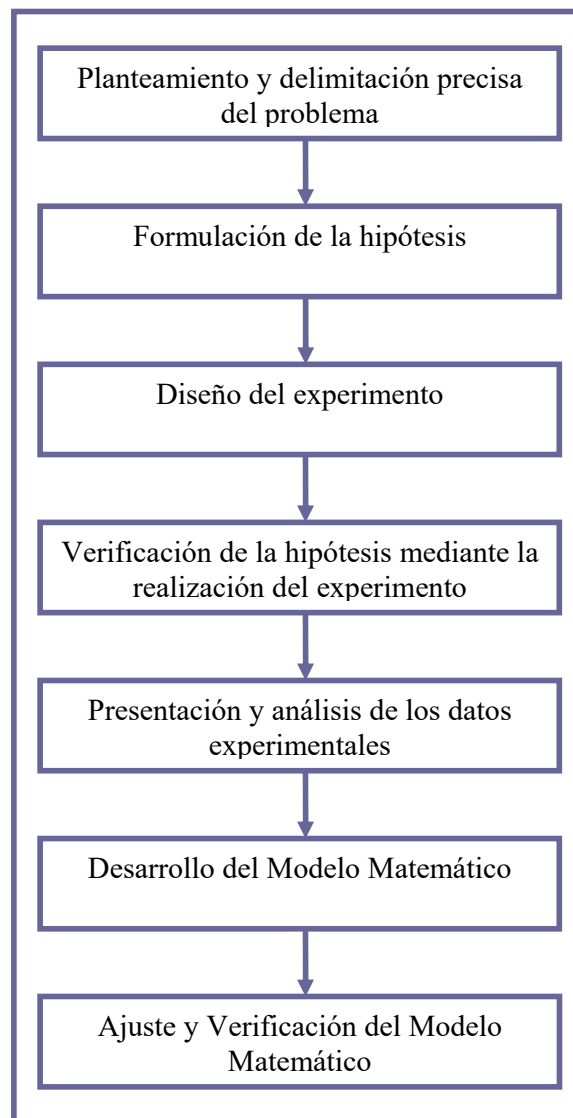 Planteamiento y delimitación precisa
del problema
Formulación de la hipótesis
Diseño del experimento
Verificación de la hipótesis mediante la
realización del experimento
Presentación y análisis de los datos
experimentales
Desarrollo del Modelo Matemático
Ajuste y Verificación del Modelo
Matemático